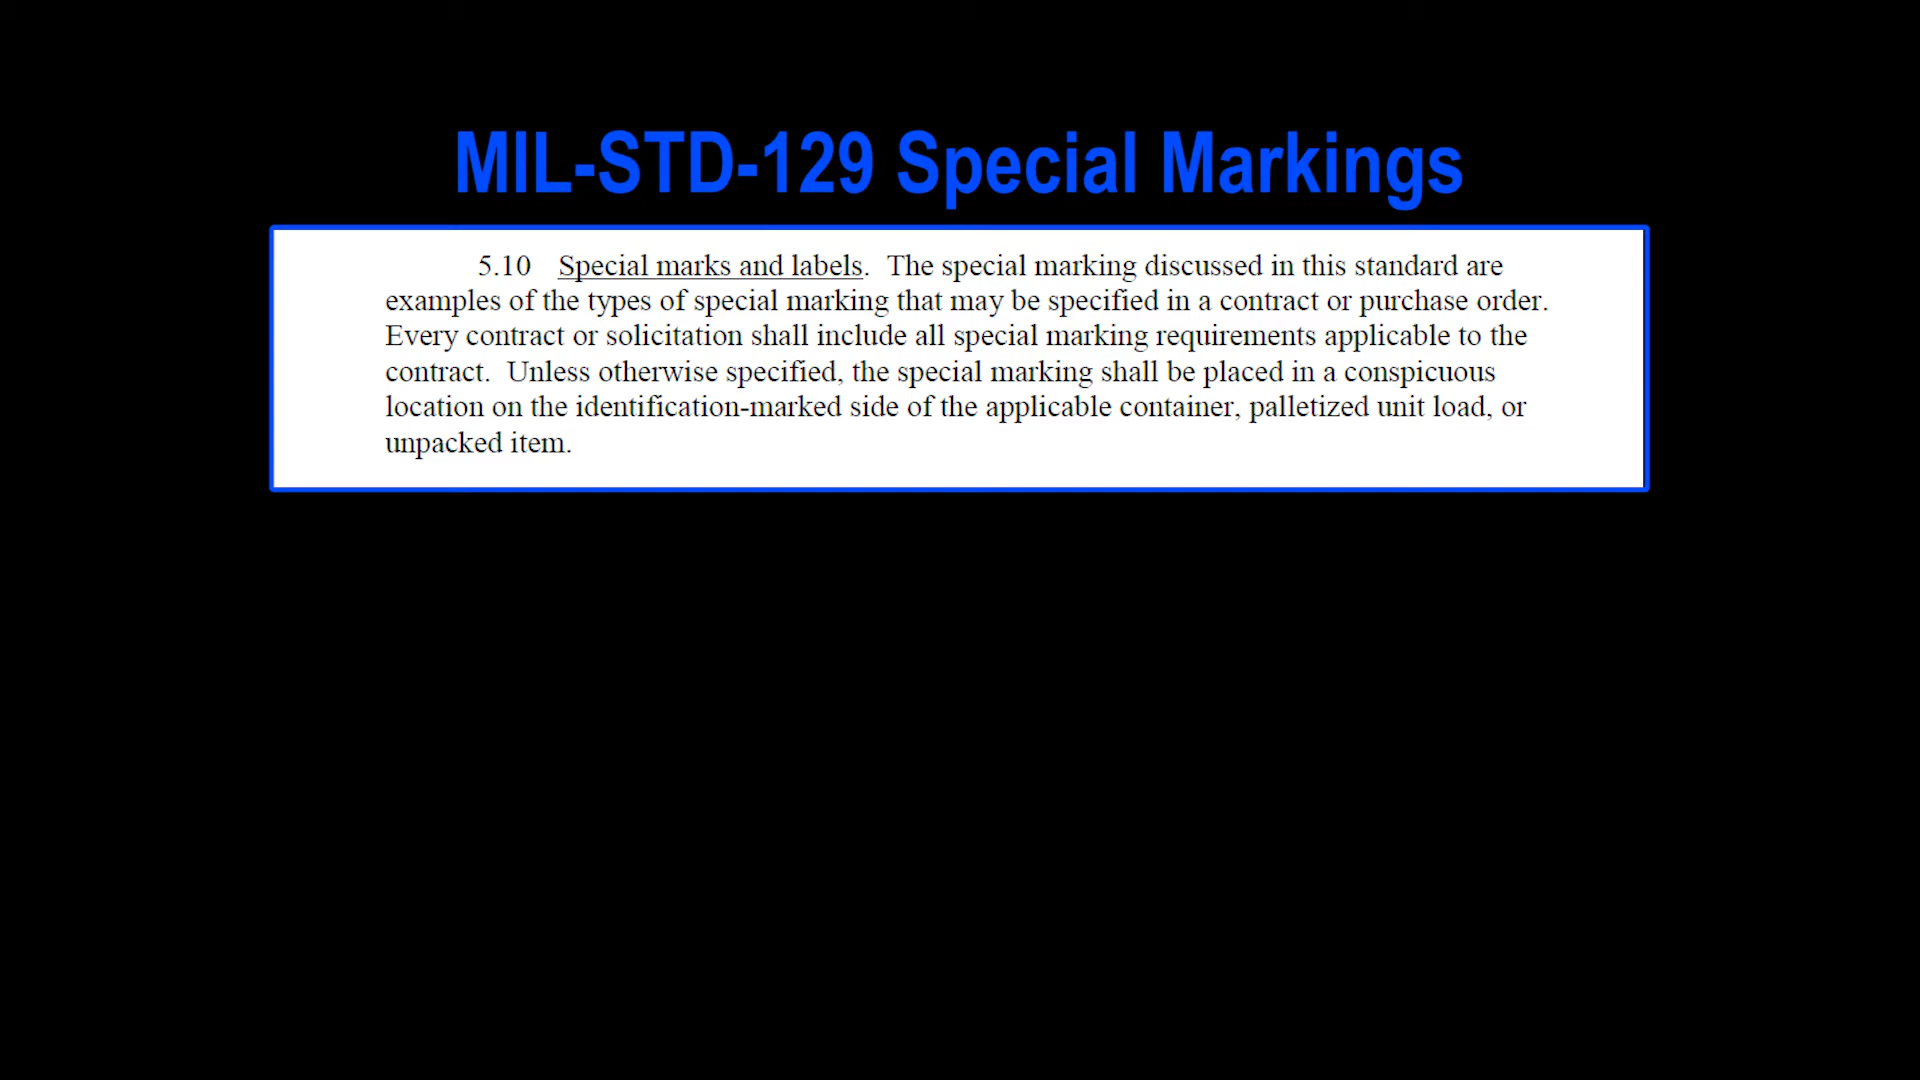 MIL-STD-129 Special Markings
5.10 Special marks and labels. The special marking discussed in this standard are
examples of the types of special marking that may be specified in a contract or purchase order.
Every contract or solicitation shall include all special marking requirements applicable to the
contract. Unless otherwise specified, the special marking shall be placed in a conspicuous
location on the identification-marked side of the applicable container, palletized unit load, or
unpacked item.